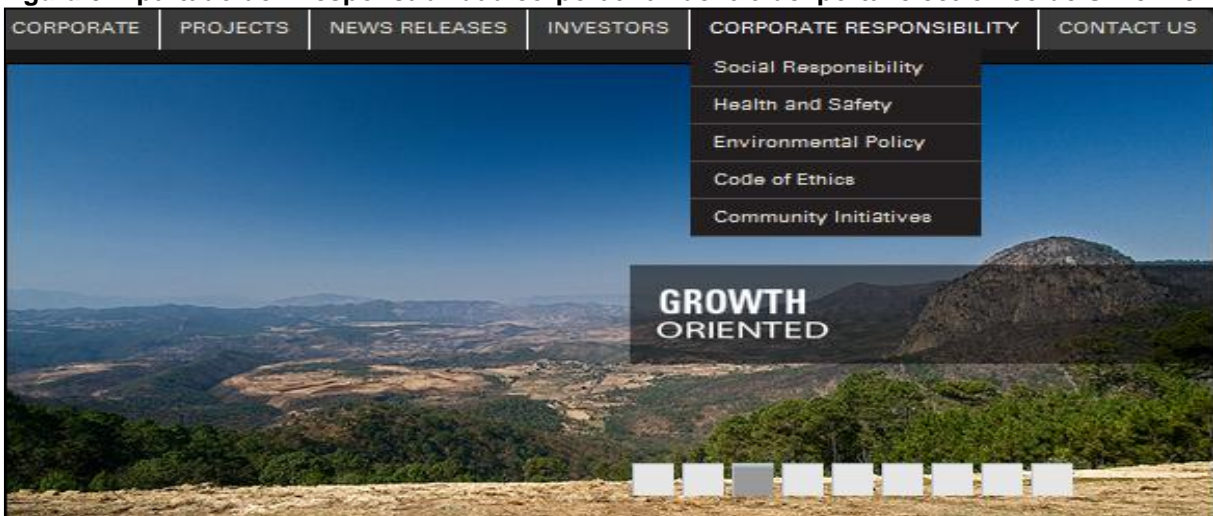 CORPORATE PROJECTS NEWS RELEASES INVESTORS CORPORATE RESPONSIBILITY CONTACT US
Social Responsibility
Health and Safety
Environmental Policy
Code of Ethics
Community Initiatives
GROWTH
ORIENTED